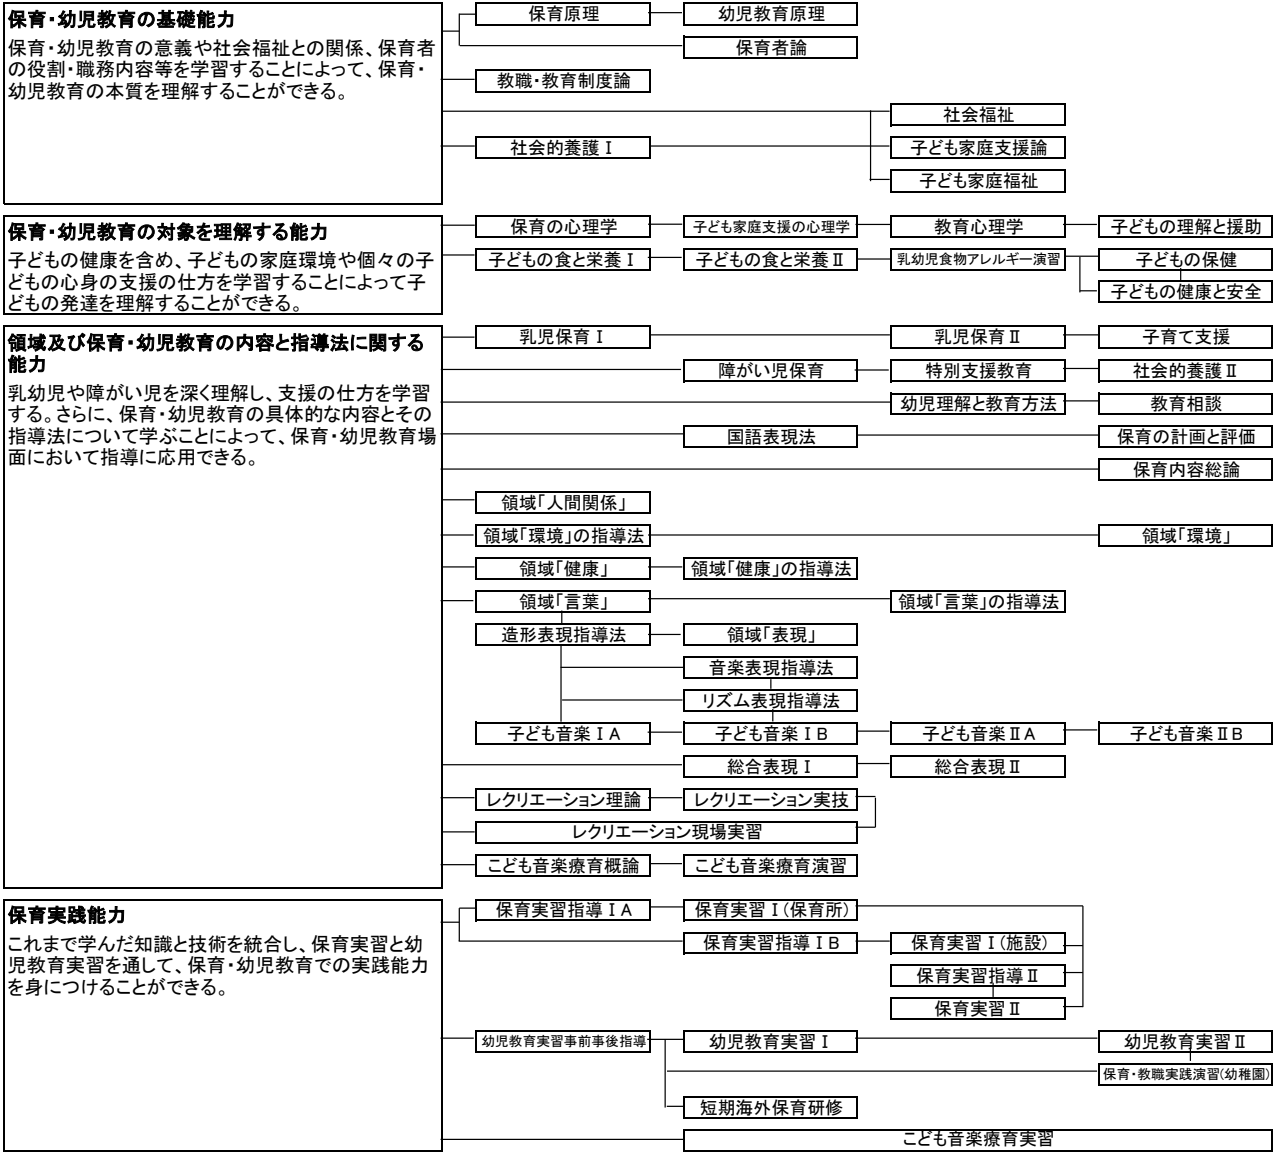 保育・幼児教育の基礎能力
保育・幼児教育の意義や社会福祉との関係、保育者
の役割・職務内容等を学習することによって、保育・
幼児教育の本質を理解することができる。
保育原理
幼児教育原理
保育者論
教職・教育制度論
社会福祉
社会的養護Ⅰ
子ども家庭支援論
子ども家庭福祉
保育・幼児教育の対象を理解する能力
子どもの健康を含め、子どもの家庭環境や個々の子
どもの心身の支援の仕方を学習することによって子
どもの発達を理解することができる。
保育の心理学
子ども家庭支援の心理学
教育心理学
子どもの理解と援助
子どもの食と栄養Ⅰ
子どもの食と栄養Ⅱ
乳幼児食物アレルギー演習
子どもの保健
子どもの健康と安全
領域及び保育・幼児教育の内容と指導法に関する
能力
乳幼児や障がい児を深く理解し、支援の仕方を学習
する。さらに、保育・幼児教育の具体的な内容とその
指導法について学ぶことによって、保育・幼児教育場
面において指導に応用できる。
乳児保育Ⅰ
乳児保育Ⅱ
子育て支援
障がい児保育
特別支援教育
社会的養護Ⅱ
幼児理解と教育方法
教育相談
国語表現法
保育の計画と評価
保育内容総論
領域「人間関係」
領域「環境」の指導法
領域「環境」
領域「健康」
領域「健康」の指導法
領域「言葉」
領域「言葉」の指導法
造形表現指導法
領域「表現」
音楽表現指導法
リズム表現指導法
子ども音楽ⅠA
子ども音楽ⅠB
子ども音楽ⅡA
子ども音楽ⅡB
総合表現Ⅰ
総合表現Ⅱ
レクリエーション理論
レクリエーション実技
レクリエーション現場実習
こども音楽療育概論
こども音楽療育演習
保育実践能力
これまで学んだ知識と技術を統合し、保育実習と幼
児教育実習を通して、保育・幼児教育での実践能力
を身につけることができる。
保育実習指導ⅠA
保育実習Ⅰ(保育所)
保育実習指導ⅠB
保育実習Ⅰ(施設)
保育実習指導Ⅱ
保育実習Ⅱ
幼児教育実習事前事後指導
幼児教育実習Ⅰ
幼児教育実習Ⅱ
保育・教職実践演習(幼稚園)
短期海外保育研修
こども音楽療育実習